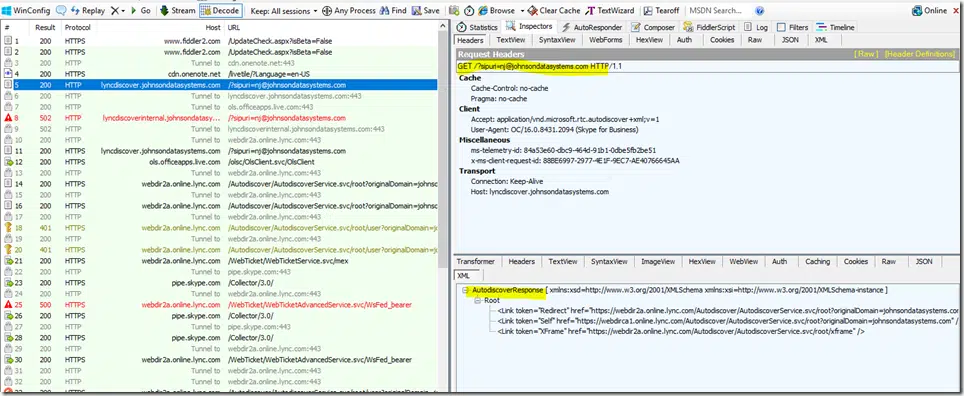 WinConfig Replay Go Stream Decode Keep: All sessions Any Process Find Save Browse Clear Cache TextWizard Tearoff MSDN Search... Online
# Result Protocol Host URL
1 200 HTTP www.fiddler2.com /UpdateCheck.aspx?isBeta=False
2 200 HTTP www.fiddler2.com /UpdateCheck.aspx?isBeta=False
3 200 HTTP Tunnel to cdn.onenote.net:443
4 200 HTTPS cdn.onenote.net /livetile/?Language=en-US
5 200 HTTP lyncdiscover.johnsondatasystems.com /?sipuri=nj@johnsondatasystems.com
6 200 HTTP Tunnel to lyncdiscover.johnsondatasystems.com:443
7 200 HTTP Tunnel to ols.officeapps.live.com:443
8 502 HTTP lyncdiscoverinternal.johnsondatasy... /?sipuri=nj@johnsondatasystems.com
9 200 HTTP Tunnel to lyncdiscoverinternal.johnsondatasystems.com:443
10 200 HTTP Tunnel to lyncdiscover.johnsondatasystems.com:443
11 200 HTTP lyncdiscover.johnsondatasystems.com /?sipuri=nj@johnsondatasystems.com
12 200 HTTPS ols.officeapps.live.com /olsc/OlsClient.svc/OlsClient
13 200 HTTP Tunnel to webdir2a.online.lync.com:443
14 200 HTTPS webdir2a.online.lync.com /Autodiscover/AutodiscoverService.svc/root?originalDomain=johnso
15 200 HTTP Tunnel to webdir2a.online.lync.com:443
16 200 HTTPS webdir2a.online.lync.com /Autodiscover/AutodiscoverService.svc/root?originalDomain=johnso
17 200 HTTP Tunnel to webdir2a.online.lync.com:443
18 401 HTTPS webdir2a.online.lync.com /Autodiscover/AutodiscoverService.svc/root/user?originalDomain=jo
19 200 HTTP Tunnel to webdir2a.online.lync.com:443
20 401 HTTPS webdir2a.online.lync.com /Autodiscover/AutodiscoverService.svc/root/user?originalDomain=jo
21 200 HTTPS webdir2a.online.lync.com /WebTicket/WebTicketService.svc/mex
22 200 HTTP Tunnel to pipe.skype.com:443
23 200 HTTPS pipe.skype.com /Collector/3.0/
24 200 HTTP Tunnel to webdir2a.online.lync.com:443
25 500 HTTPS webdir2a.online.lync.com /WebTicket/WebTicketAdvancedService.svc/WsFed_bearer
26 200 HTTPS pipe.skype.com /Collector/3.0/
27 200 HTTP Tunnel to pipe.skype.com:443
28 200 HTTPS pipe.skype.com /Collector/3.0/
29 200 HTTP Tunnel to webdir2a.online.lync.com:443
30 200 HTTPS webdir2a.online.lync.com /WebTicket/WebTicketAdvancedService.svc/WsFed_bearer
31 200 HTTP Tunnel to webdir2a.online.lync.com:443
Statistics Inspectors AutoResponder Composer FiddlerScript Log Filters Timeline
Headers TextView SyntaxView WebForms HexView Auth Cookies Raw JSON XML
Request Headers [ Raw ] [Header Definitions]
GET /?sipuri=nj@johnsondatasystems.com HTTP/1.1
Cache
Cache-Control: no-cache
Pragma: no-cache
Client
Accept: application/vnd.microsoft.rtc.autodiscover+xml;v=1
User-Agent: OC/16.0.8431.2094 (Skype for Business)
Miscellaneous
ms-telemetry-id: 84a53e60-dbc9-464d-91b1-0dbe5fb2be51
x-ms-client-request-id: 88BE6997-2977-4E1F-9EC7-AE40766645AA
Transport
Connection: Keep-Alive
Host: lyncdiscover.johnsondatasystems.com
Transformer Headers TextView SyntaxView ImageView HexView WebView Auth Caching Cookies Raw JSON
XML
AutodiscoverResponse [ xmlns:xsd=http://www.w3.org/2001/XMLSchema xmlns:xsi=http://www.w3.org/2001/XMLSchema-instance ]
Root
<Link token="Redirect" href="https://webdir2a.online.lync.com/Autodiscover/AutodiscoverService.svc/root?originalDomain=johnsondatasystems.co
<Link token="Self" href="https://webdirca1.online.lync.com/Autodiscover/AutodiscoverService.svc/root?originalDomain=johnsondatasystems.com" /
<Link token="XFrame" href="https://webdir2a.online.lync.com/Autodiscover/AutodiscoverService.svc/root/xframe" />